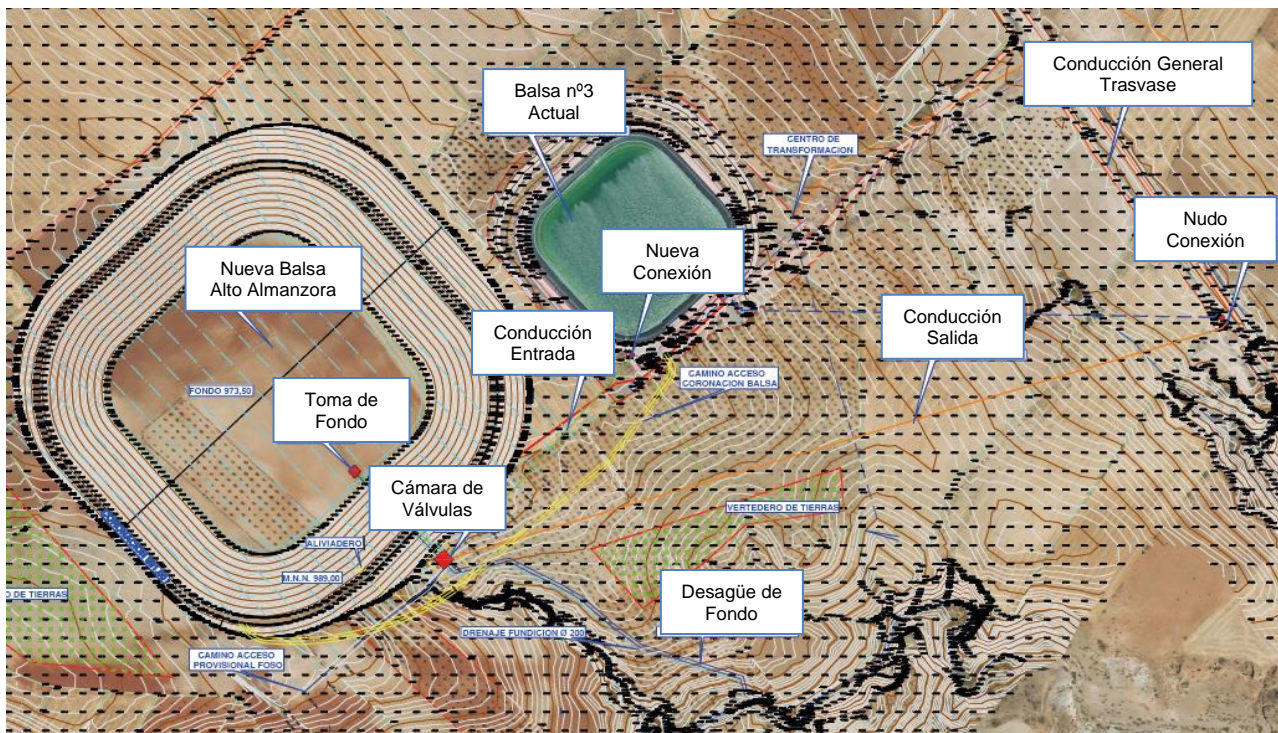 Conducción General
Trasvase
Balsa nº3
Actual
CENTRO DE
TRANSFORMACION
Nudo
Conexión
Nueva
Conexión
Nueva Balsa
Alto Almanzora
Conducción
Entrada
Conducción
Salida
CAMINO ACCESO
CORONACION BALSA
FONDO 973,50
Toma de
Fondo
Cámara de
Válvulas
VERTEDERO DE TIERRAS
ALIVIADERO
M.N.N. 989,00
O DE TIERRAS
Desagüe de
Fondo
DRENAJE FUNDICION Ø 200
CAMINO ACCESO
PROVISIONAL FOSO